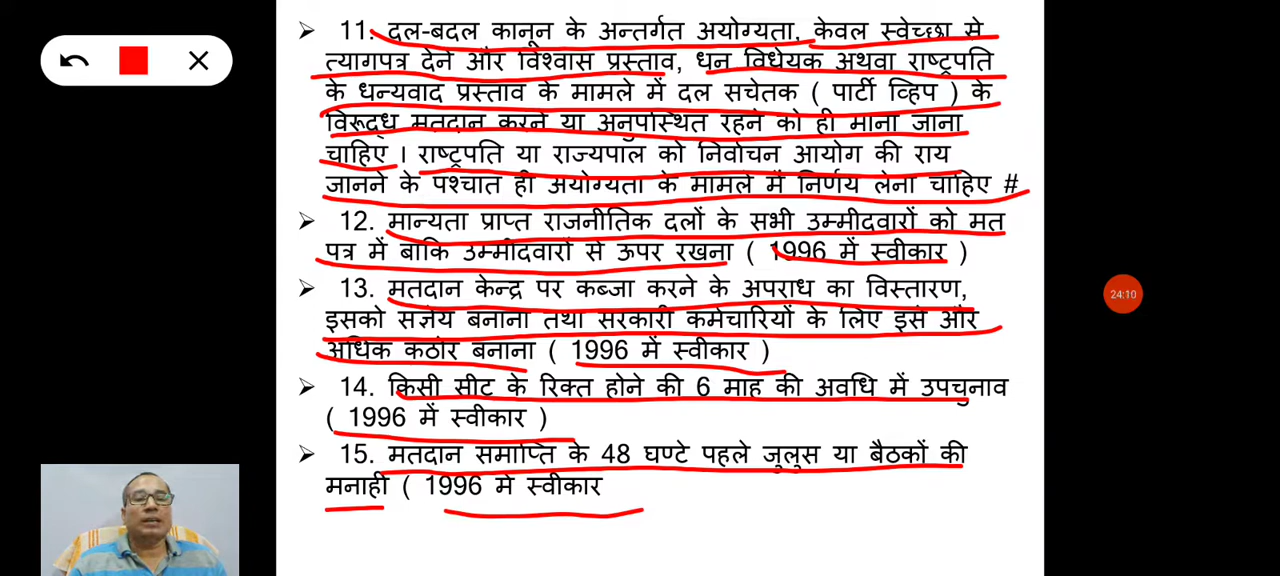 ➢ 11. दल-बदल कानून के अन्तर्गत अयोग्यता, केवल स्वेच्छा से
त्यागपत्र देने और विश्वास प्रस्ताव, धन विधेयक अथवा राष्ट्रपति
के धन्यवाद प्रस्ताव के मामले में दल सचेतक ( पार्टी व्हिप ) के
विरूद्ध मतदान करने या अनुपस्थित रहने को ही माना जाना
चाहिए । राष्ट्रपति या राज्यपाल को निर्वाचन आयोग की राय
जानने के पश्चात ही अयोग्यता के मामले में निर्णय लेना चाहिए #
➢ 12. मान्यता प्राप्त राजनीतिक दलों के सभी उम्मीदवारों को मत
पत्र में बाकि उम्मीदवारों से ऊपर रखना ( 1996 में स्वीकार )
➢ 13. मतदान केन्द्र पर कब्जा करने के अपराध का विस्तारण,
इसको सज्ञेय बनाना तथा सरकारी कर्मचारियों के लिए इसे और
अधिक कठोर बनाना ( 1996 में स्वीकार )
➢ 14. किसी सीट के रिक्त होने की 6 माह की अवधि में उपचुनाव
( 1996 में स्वीकार )
➢ 15. मतदान समाप्ति के 48 घण्टे पहले जुलुस या बैठकों की
मनाही ( 1996 में स्वीकार
24:10